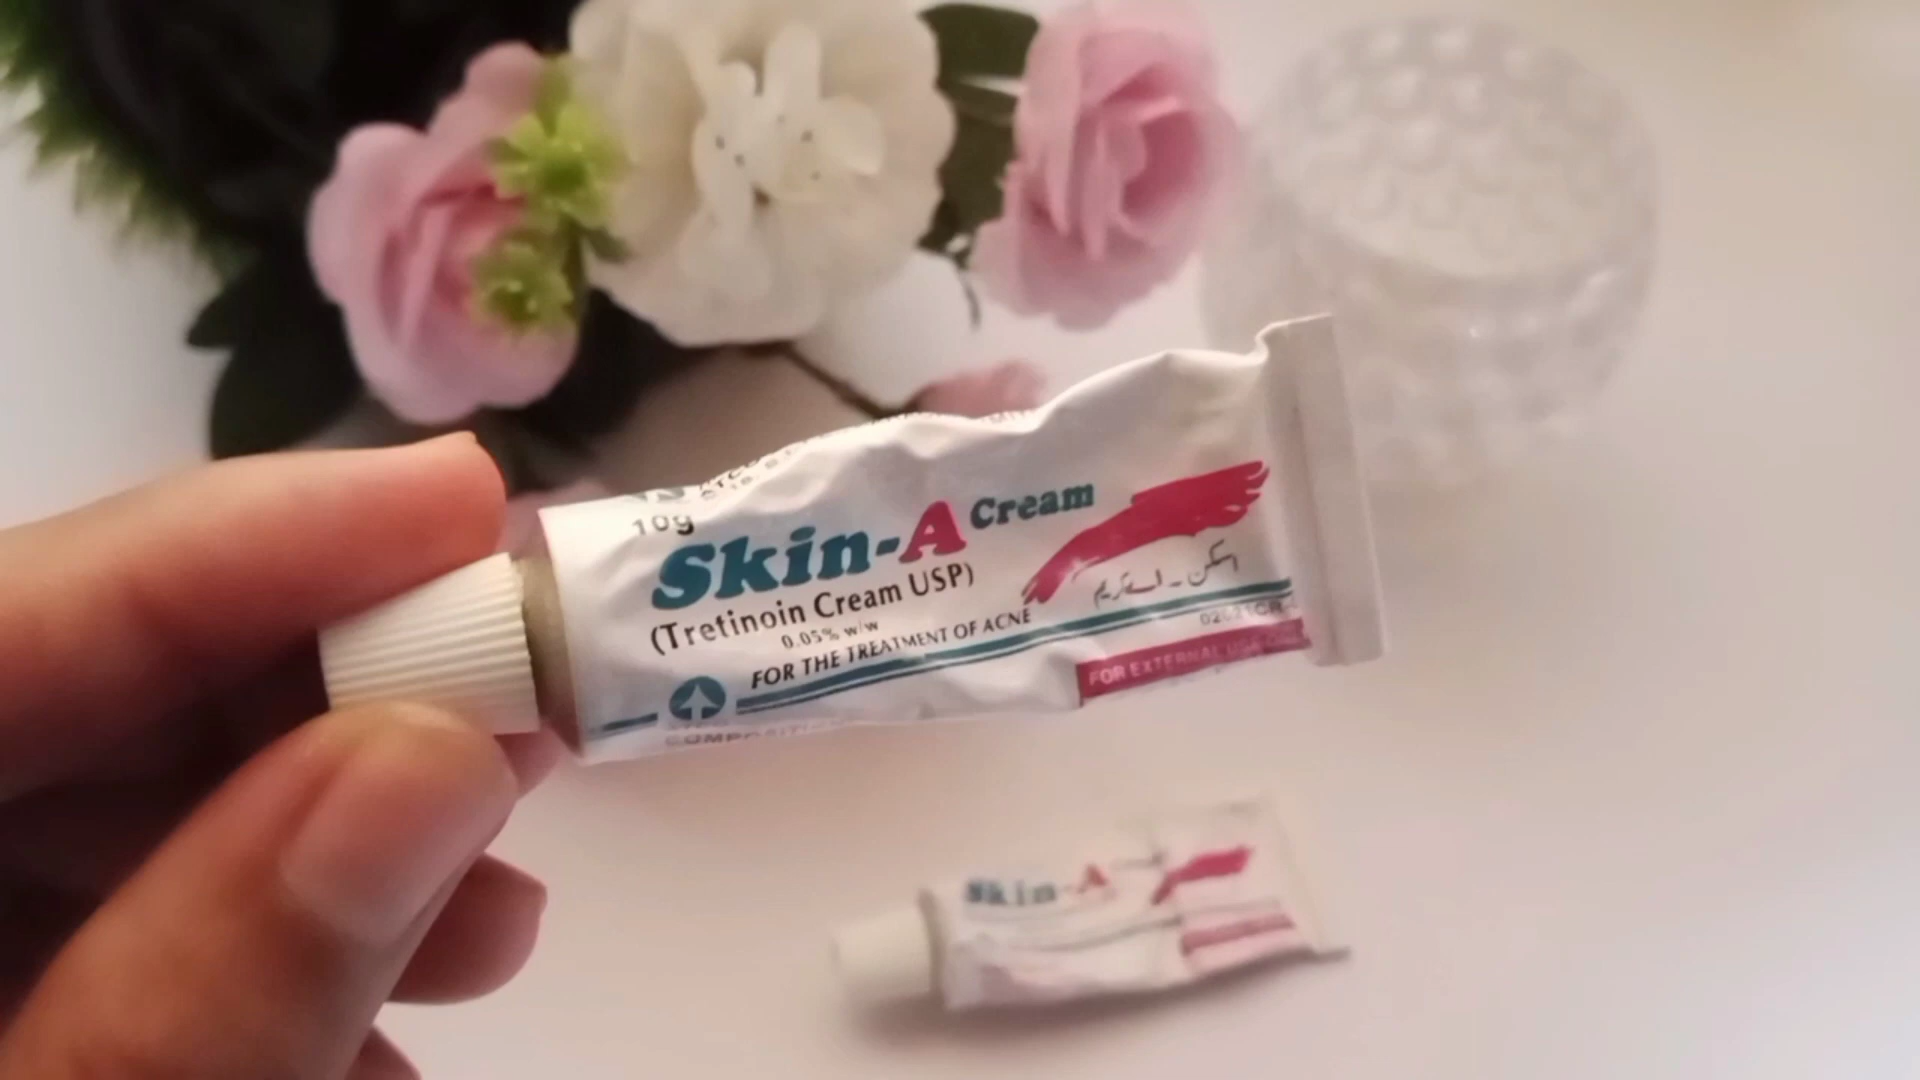 10g
Skin-A Cream
(Tretinoin Cream USP)
0.05% w/w
FOR THE TREATMENT OF ACNE
اسکن - اے کریم
FOR EXTERNAL USE
Skin-A